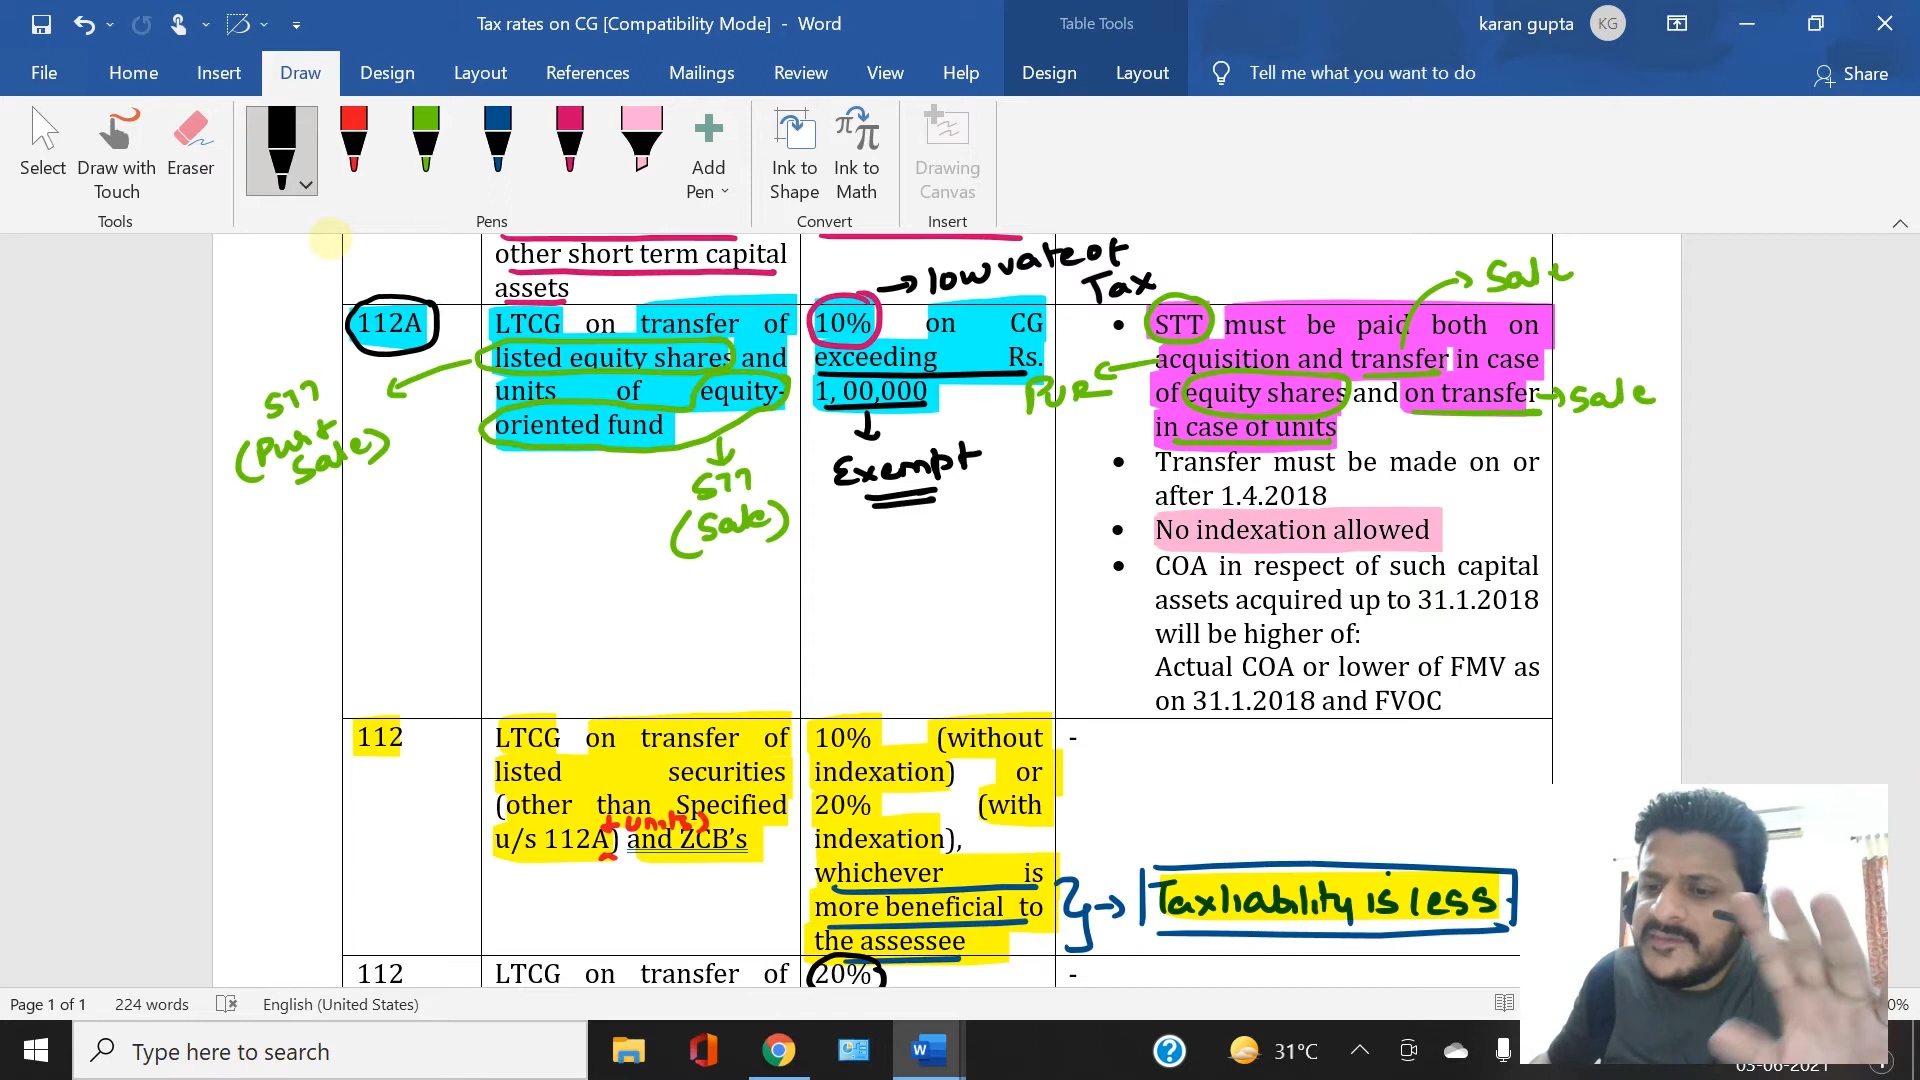 Tax rates on CG [Compatibility Mode] - Word
Table Tools
karan gupta
KG
File
Home
Insert
Draw
Design
Layout
References
Mailings
Review
View
Help
Design
Layout
Tell me what you want to do
Share
Select
Draw with
Touch
Eraser
Add
Pen
Ink to
Shape
Ink to
Math
Drawing
Canvas
Tools
Pens
Convert
Insert
other short term capital
assets
low rate of
Tax
Sale
112A
LTCG on transfer of
listed equity shares and
units of equity-
oriented fund
10% on CG
exceeding Rs.
1, 00,000
Exempt
• STT must be paid both on
acquisition and transfer in case
of equity shares and on transfer
in case of units
• Transfer must be made on or
after 1.4.2018
• No indexation allowed
• COA in respect of such capital
assets acquired up to 31.1.2018
will be higher of:
Actual COA or lower of FMV as
on 31.1.2018 and FVOC
STT
(Pur +
Sale)
STT
(Sale)
Pur
Sale
112
LTCG on transfer of
listed securities
(other than Specified
u/s 112A) and ZCB's
+ units)
10% (without
indexation) or
20% (with
indexation),
whichever is
more beneficial to
the assessee
-
Tax liability is less
112
LTCG on transfer of
20%
-
Page 1 of 1
224 words
English (United States)
0%
Type here to search
31°C
03-06-2021